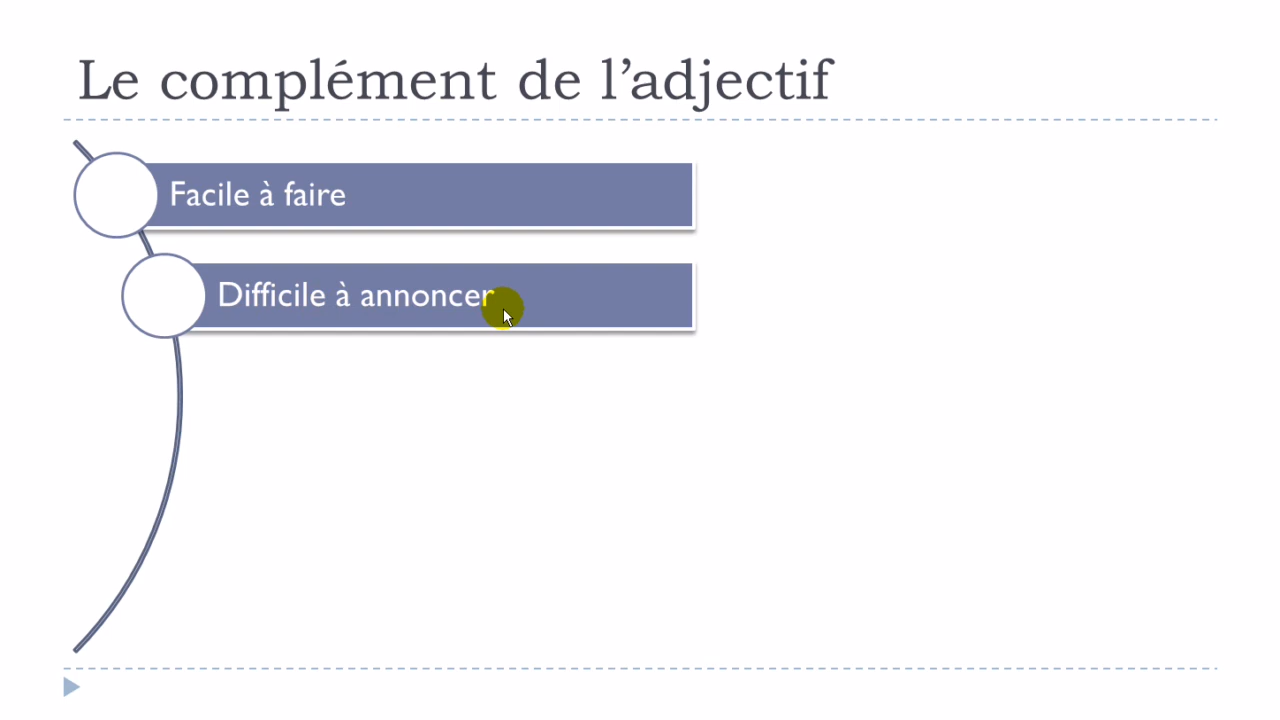 Le complément de l’adjectif
Facile à faire
Difficile à annoncer